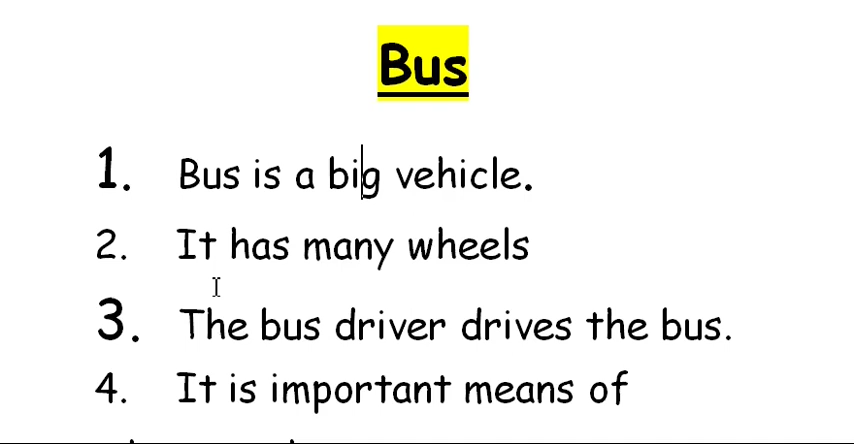 Bus
1. Bus is a big vehicle.
2. It has many wheels
3. The bus driver drives the bus.
4. It is important means of